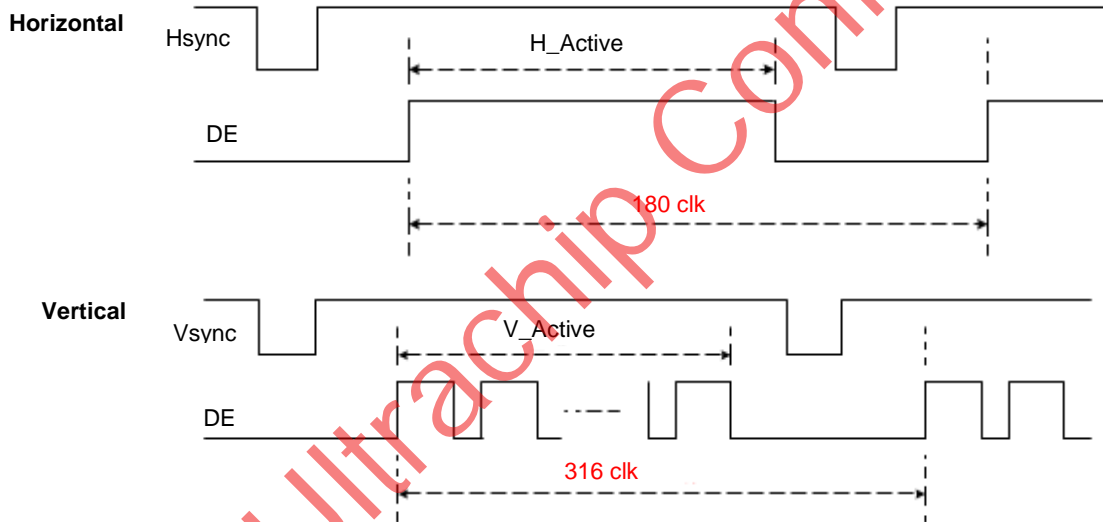 Horizontal
Hsync
H_Active
DE
180 clk
Vertical
Vsync
V_Active
DE
316 clk
Ultrachip Con